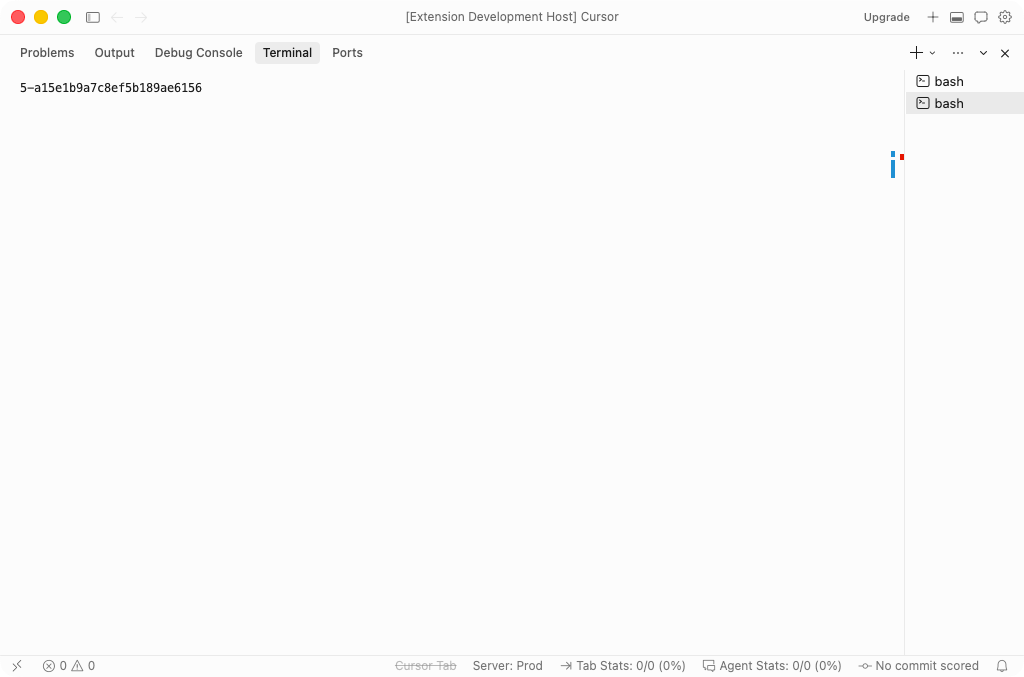 [Extension Development Host] Cursor
Upgrade
Problems Output Debug Console Terminal Ports
5-a15e1b9a7c8ef5b189ae6156
bash
bash
0 0 Cursor Tab Server: Prod Tab Stats: 0/0 (0%) Agent Stats: 0/0 (0%) No commit scored